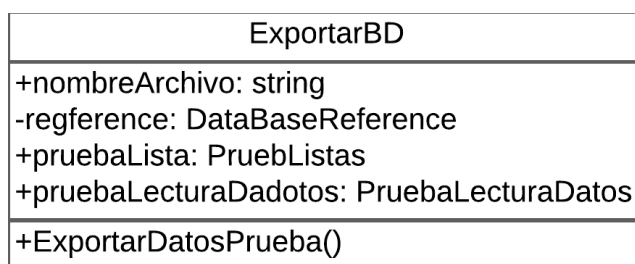 ExportarBD
+nombreArchivo: string
-regference: DataBaseReference
+pruebaLista: PruebListas
+pruebaLecturaDadotos: PruebaLecturaDatos
+ExportarDatosPrueba()